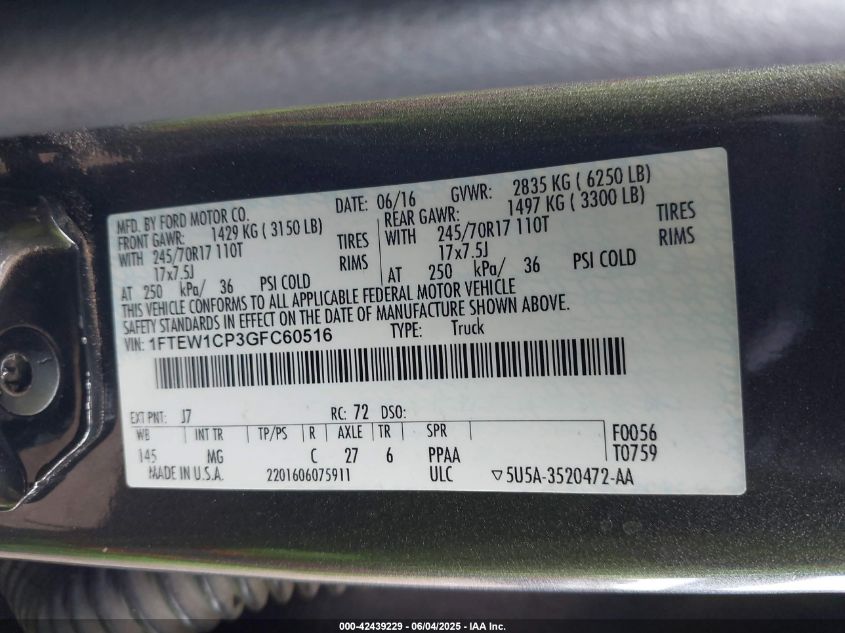 MFD. BY FORD MOTOR CO.
DATE: 06/16 GVWR: 2835 KG ( 6250 LB)
FRONT GAWR: 1429 KG ( 3150 LB)
REAR GAWR: 1497 KG ( 3300 LB)
WITH 245/70R17 110T TIRES
WITH 245/70R17 110T TIRES
17x7.5J RIMS
17x7.5J RIMS
AT 250 kPa/ 36 PSI COLD
AT 250 kPa/ 36 PSI COLD
THIS VEHICLE CONFORMS TO ALL APPLICABLE FEDERAL MOTOR VEHICLE
SAFETY STANDARDS IN EFFECT ON THE DATE OF MANUFACTURE SHOWN ABOVE.
VIN: 1FTEW1CP3GFC60516 TYPE: Truck
EXT PNT: J7 RC: 72 DSO:
WB INT TR TP/PS R AXLE TR SPR F0056
145 MG C 27 6 PPAA T0759
MADE IN U.S.A. 2201606075911 ULC ▽5U5A-3520472-AA
000-42439229 - 06/04/2025 - IAA Inc.